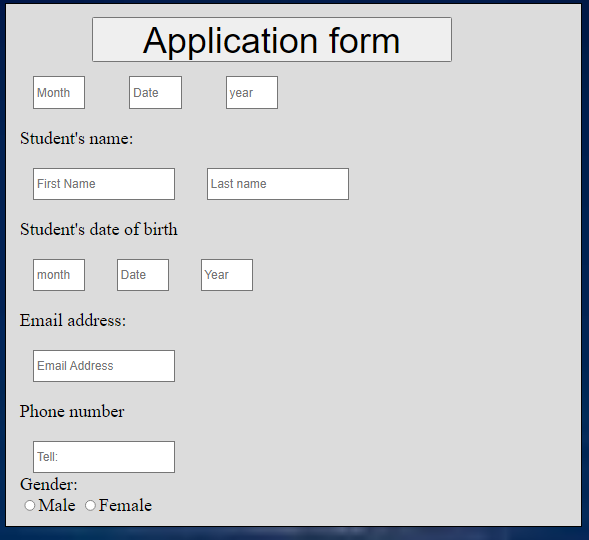 Application form
Month Date year
Student's name:
First Name Last name
Student's date of birth
month Date Year
Email address:
Email Address
Phone number
Tell:
Gender:
Male Female